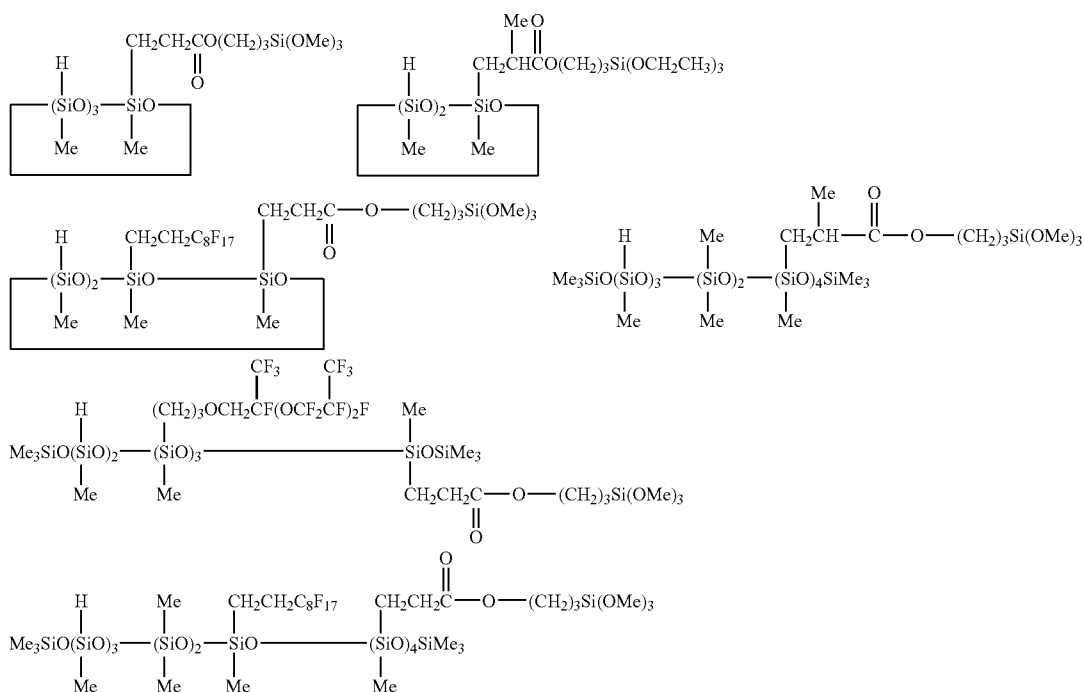 Me O
CH₂CH₂CO(CH₂)₃Si(OMe)₃
CH₂CHCO(CH₂)₃Si(OCH₂CH₃)₃
H O H
(SiO)₃ SiO (SiO)₂ SiO
Me Me Me Me
CH₂CH₂C O (CH₂)₃Si(OMe)₃
Me O
H CH₂CH₂C₈F₁₇ O
H CH₂CH C O (CH₂)₃Si(OMe)₃
(SiO)₂ SiO SiO
Me₃SiO(SiO)₃ (SiO)₂ (SiO)₄SiMe₃
Me
Me Me Me
Me Me Me
CF₃ CF₃
H (CH₂)₃OCH₂CF(OCF₂CF)₂F Me
Me₃SiO(SiO)₂ (SiO)₃ SiOSiMe₃
Me Me CH₂CH₂C O (CH₂)₃Si(OMe)₃
O
O
H Me CH₂CH₂C₈F₁₇ CH₂CH₂C O (CH₂)₃Si(OMe)₃
Me₃SiO(SiO)₃ (SiO)₂ SiO (SiO)₄SiMe₃
Me Me Me Me